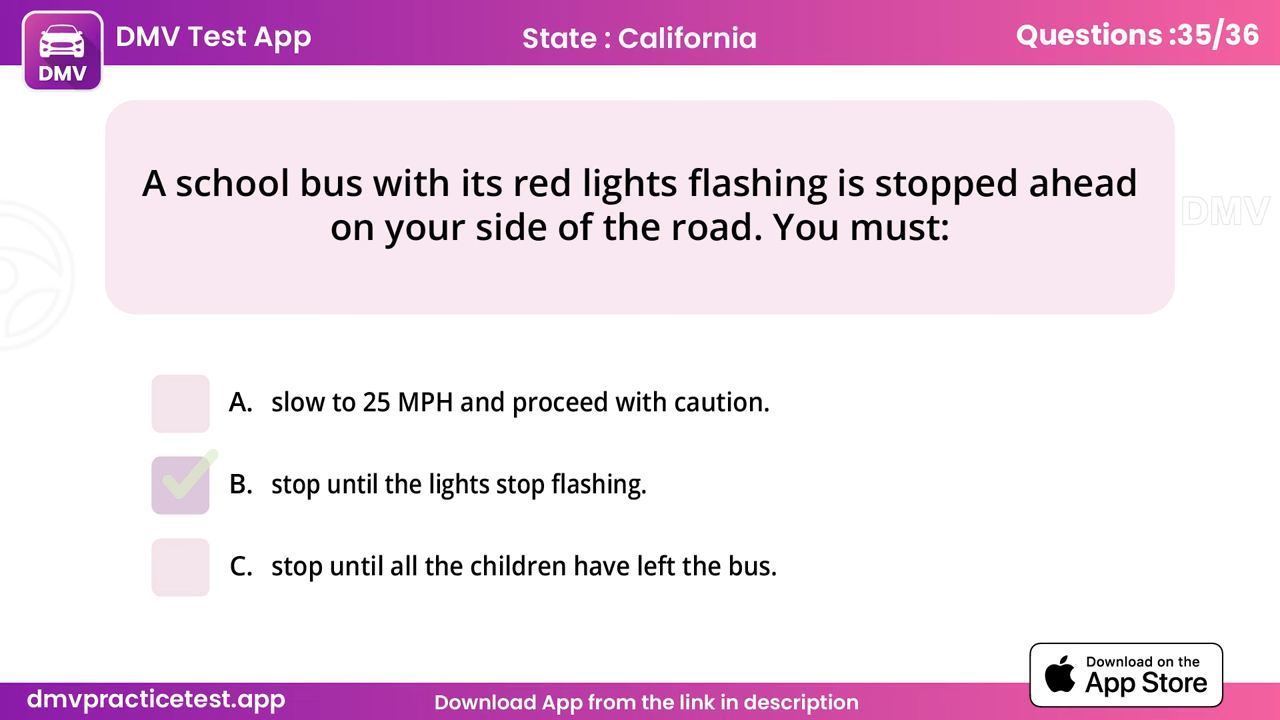 DMV
DMV Test App
State : California
Questions :35/36
A school bus with its red lights flashing is stopped ahead
on your side of the road. You must:
DMV
A. slow to 25 MPH and proceed with caution.
B. stop until the lights stop flashing.
C. stop until all the children have left the bus.
dmvpracticetest.app
Download App from the link in description
Download on the
App Store